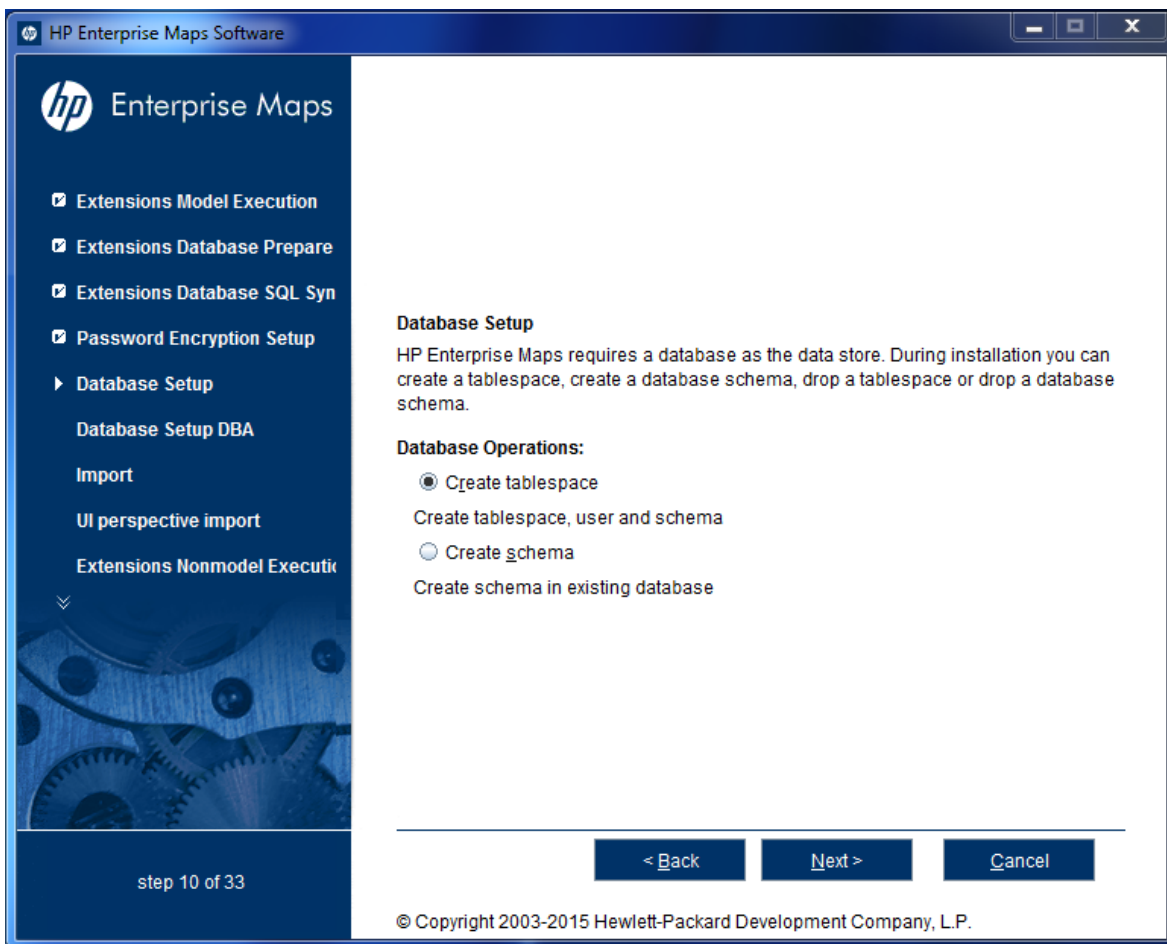 HP Enterprise Maps Software
hp Enterprise Maps
Extensions Model Execution
Extensions Database Prepare
Extensions Database SQL Syn
Password Encryption Setup
Database Setup
Database Setup DBA
Import
UI perspective import
Extensions Nonmodel Executio
step 10 of 33
Database Setup
HP Enterprise Maps requires a database as the data store. During installation you can
create a tablespace, create a database schema, drop a tablespace or drop a database
schema.
Database Operations:
Create tablespace
Create tablespace, user and schema
Create schema
Create schema in existing database
< Back Next > Cancel
© Copyright 2003-2015 Hewlett-Packard Development Company, L.P.